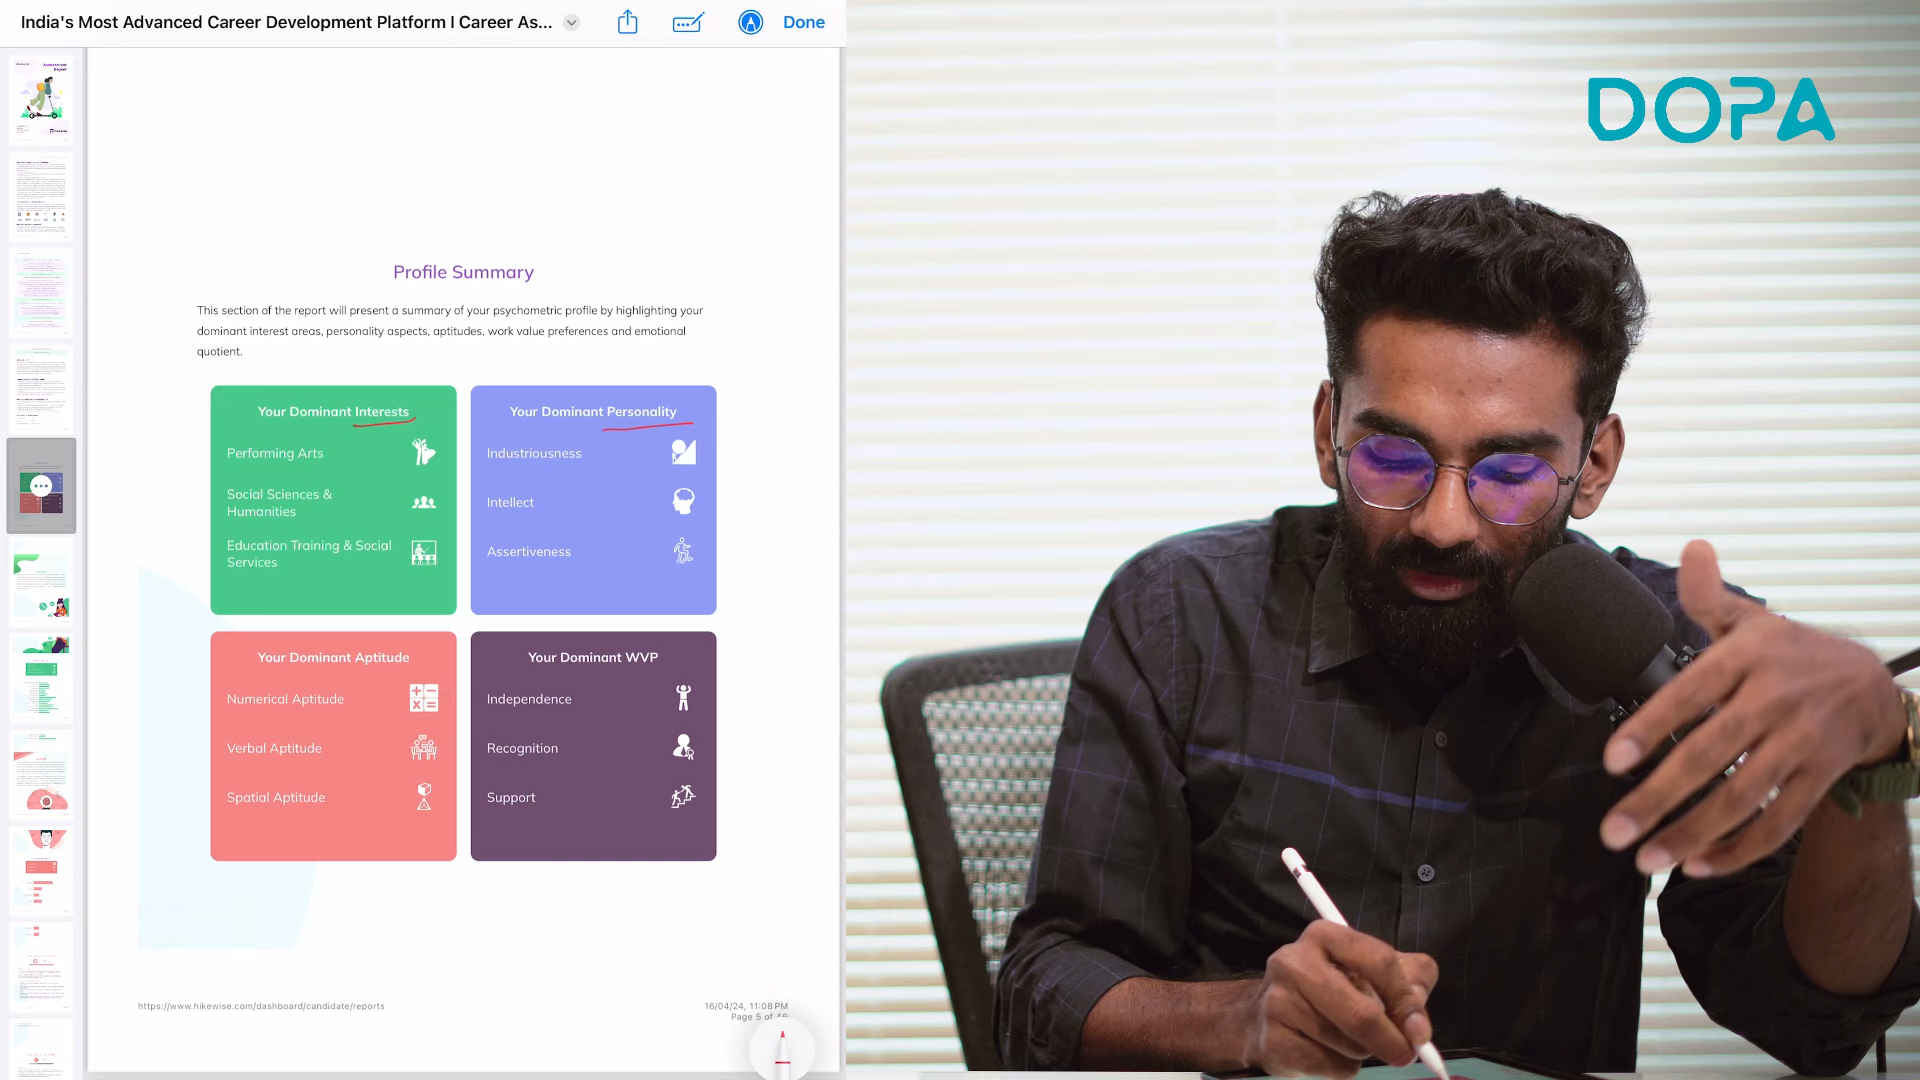 India's Most Advanced Career Development Platform I Career As...
Done
Profile Summary
This section of the report will present a summary of your psychometric profile by highlighting your
dominant interest areas, personality aspects, aptitudes, work value preferences and emotional
quotient.
Your Dominant Interests
Performing Arts
Social Sciences &
Humanities
Education Training & Social
Services
Your Dominant Personality
Industriousness
Intellect
Assertiveness
Your Dominant Aptitude
Numerical Aptitude
Verbal Aptitude
Spatial Aptitude
Your Dominant WVP
Independence
Recognition
Support
https://www.hikewise.com/dashboard/candidate/reports
16/04/24, 11:08 PM
Page 5 of 46
DOPA